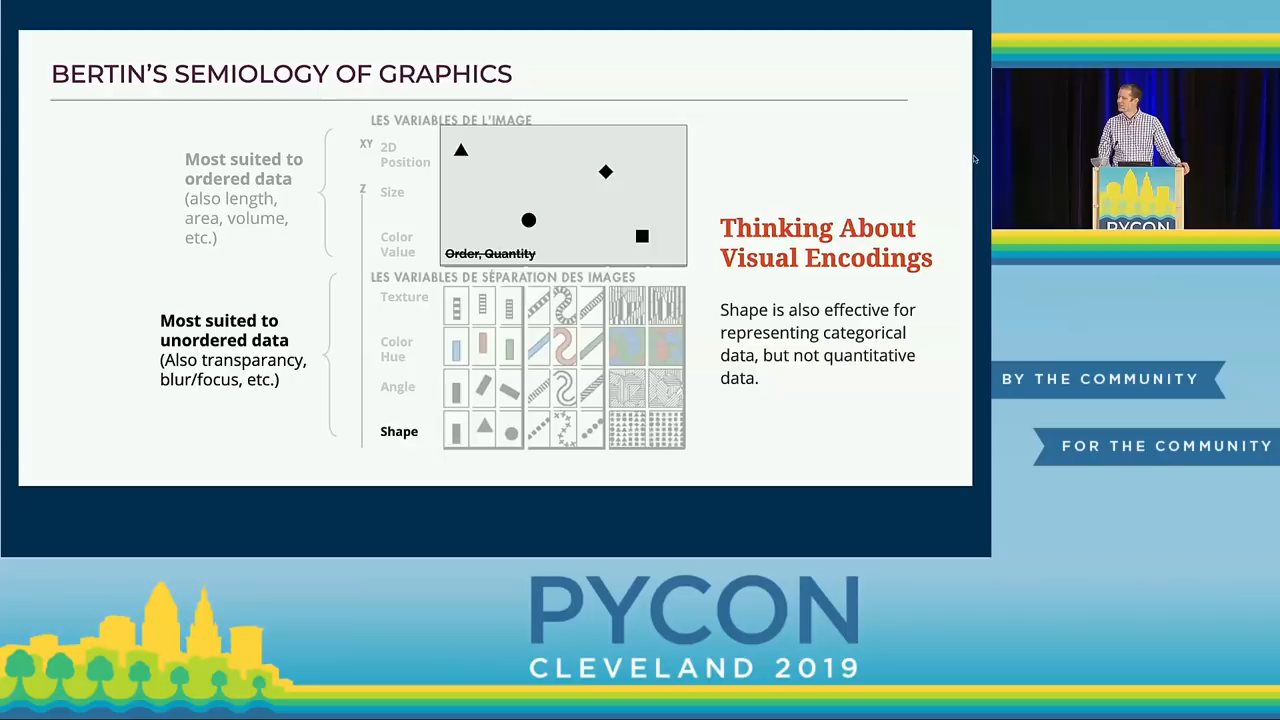 BERTIN'S SEMIOLOGY OF GRAPHICS
LES VARIABLES DE L'IMAGE
Most suited to
ordered data
(also length,
area, volume,
etc.)
XY 2D
Position
Z Size
Color
Value
Order, Quantity
LES VARIABLES DE SÉPARATION DES IMAGES
Most suited to
unordered data
(Also transparancy,
blur/focus, etc.)
Texture
Color
Hue
Angle
Shape
Thinking About
Visual Encodings
Shape is also effective for
representing categorical
data, but not quantitative
data.
PYCON
BY THE COMMUNITY
FOR THE COMMUNITY
PYCON
CLEVELAND 2019